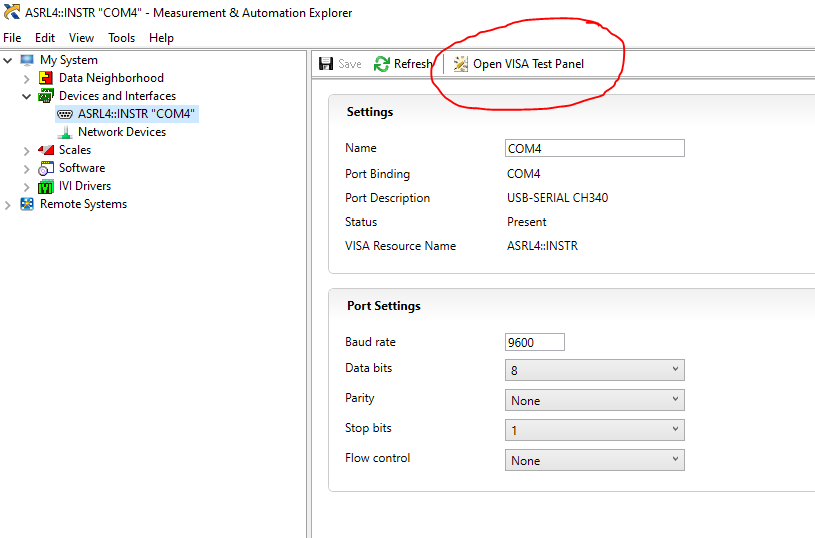 ASRL4::INSTR "COM4" - Measurement & Automation Explorer
File Edit View Tools Help
My System
Data Neighborhood
Devices and Interfaces
ASRL4::INSTR "COM4"
Network Devices
Scales
Software
IVI Drivers
Remote Systems
Save Refresh Open VISA Test Panel
Settings
Name COM4
Port Binding COM4
Port Description USB-SERIAL CH340
Status Present
VISA Resource Name ASRL4::INSTR
Port Settings
Baud rate 9600
Data bits 8
Parity None
Stop bits 1
Flow control None